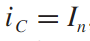 i_C = I_n